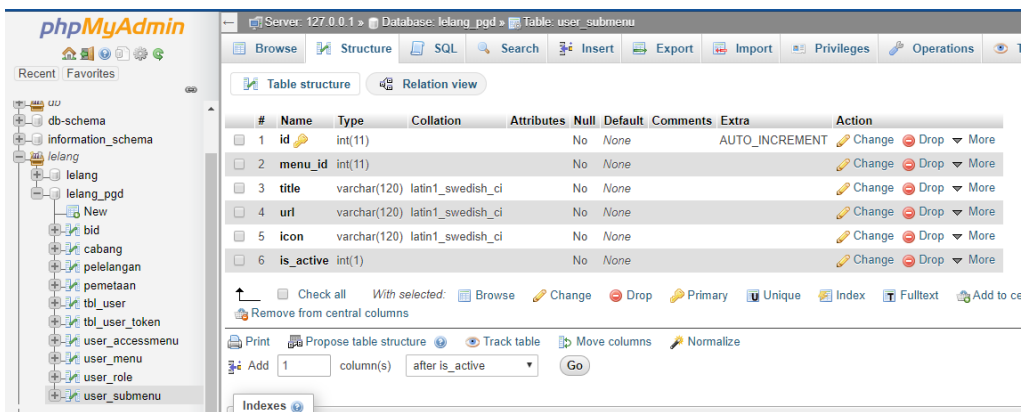 phpMyAdmin
Recent Favorites
db
db-schema
information_schema
lelang
lelang
lelang_pgd
New
bid
cabang
pelelangan
pemetaan
tbl_user
tbl_user_token
user_accessmenu
user_menu
user_role
user_submenu
Server: 127.0.0.1 » Database: lelang_pgd » Table: user_submenu
Browse Structure SQL Search Insert Export Import Privileges Operations
Table structure Relation view
# Name Type Collation Attributes Null Default Comments Extra Action
1 id int(11) No None AUTO_INCREMENT Change Drop More
2 menu_id int(11) No None Change Drop More
3 title varchar(120) latin1_swedish_ci No None Change Drop More
4 url varchar(120) latin1_swedish_ci No None Change Drop More
5 icon varchar(120) latin1_swedish_ci No None Change Drop More
6 is_active int(1) No None Change Drop More
Check all With selected: Browse Change Drop Primary Unique Index Fulltext Add to ce
Remove from central columns
Print Propose table structure Track table Move columns Normalize
Add 1 column(s) after is_active Go
Indexes